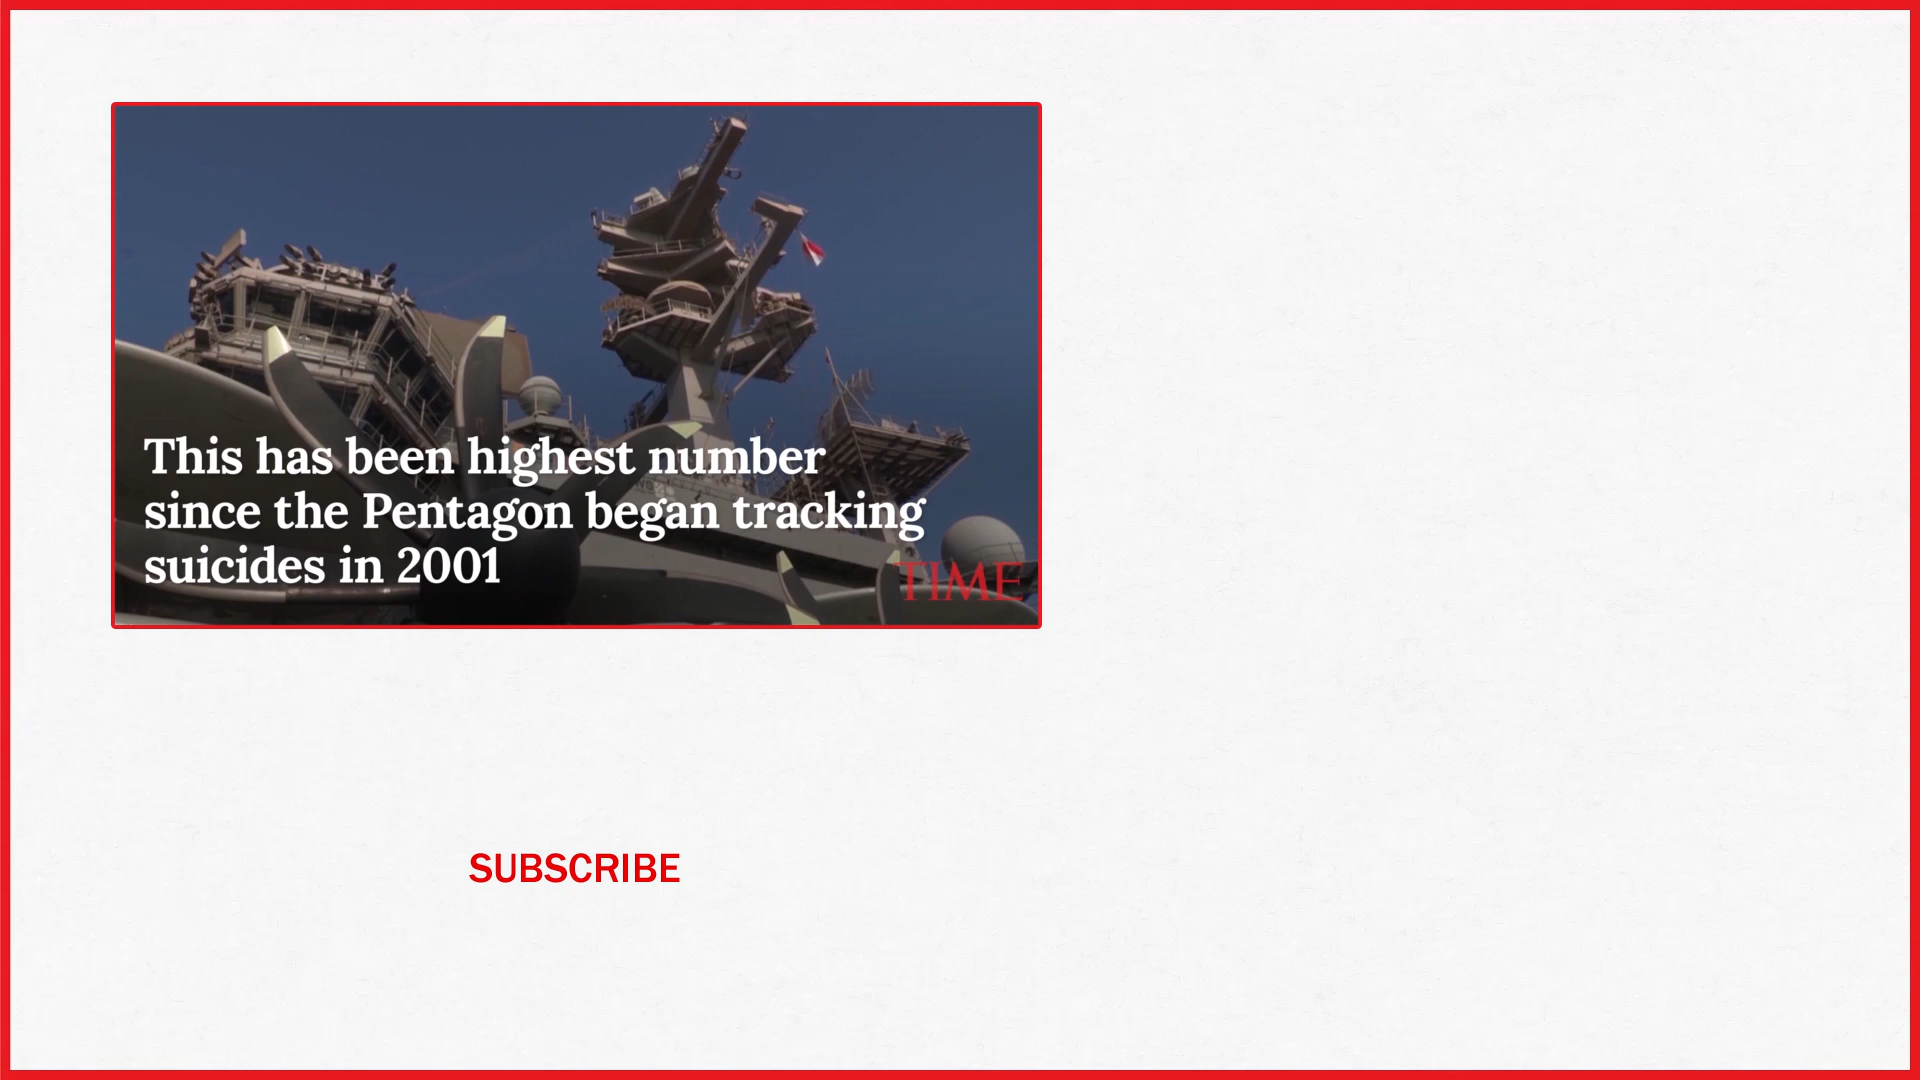 This has been highest number
since the Pentagon began tracking
suicides in 2001
TIME
SUBSCRIBE